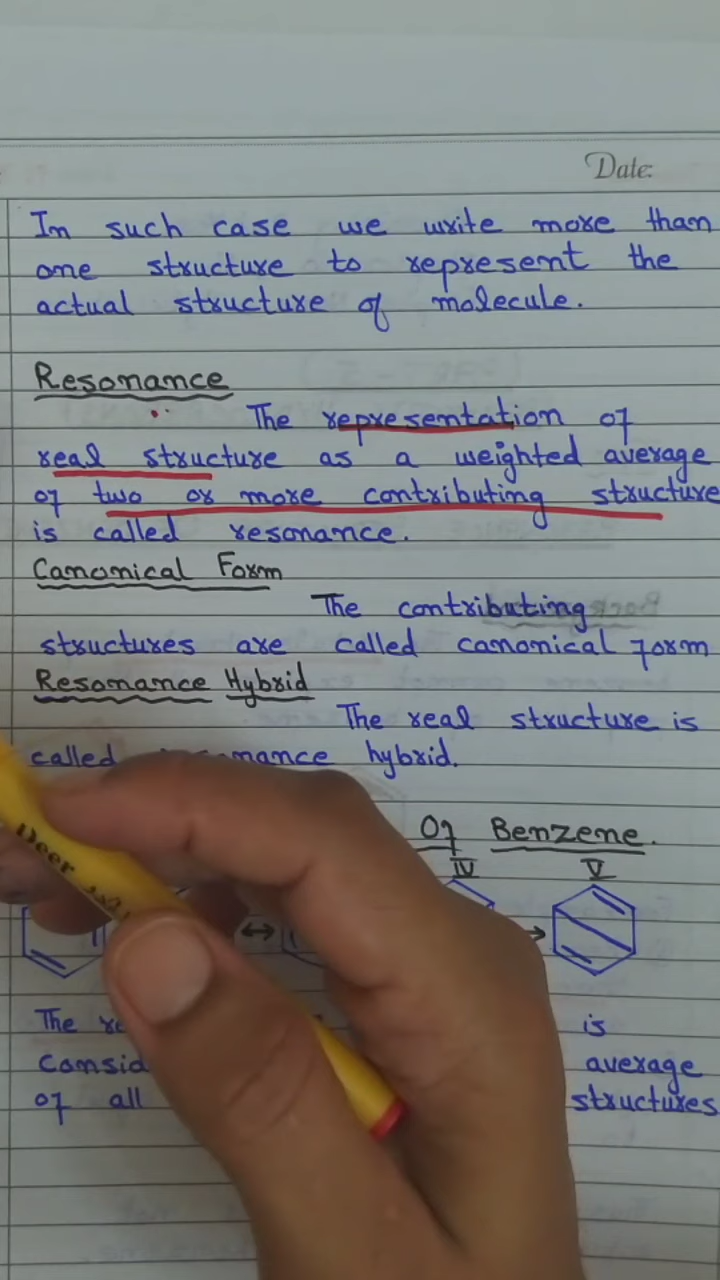 Date:
In such case we write more than
one structure to represent the
actual structure of molecule.
Resonance
The representation of
real structure as a weighted average
of two or more contributing structure
is called resonance.
Canonical Form
The contributing
structures are called canonical form
Resonance Hybrid
The real structure is
called hybrid.
Of Benzene.
IV V
Deer
The is
average
of all structures